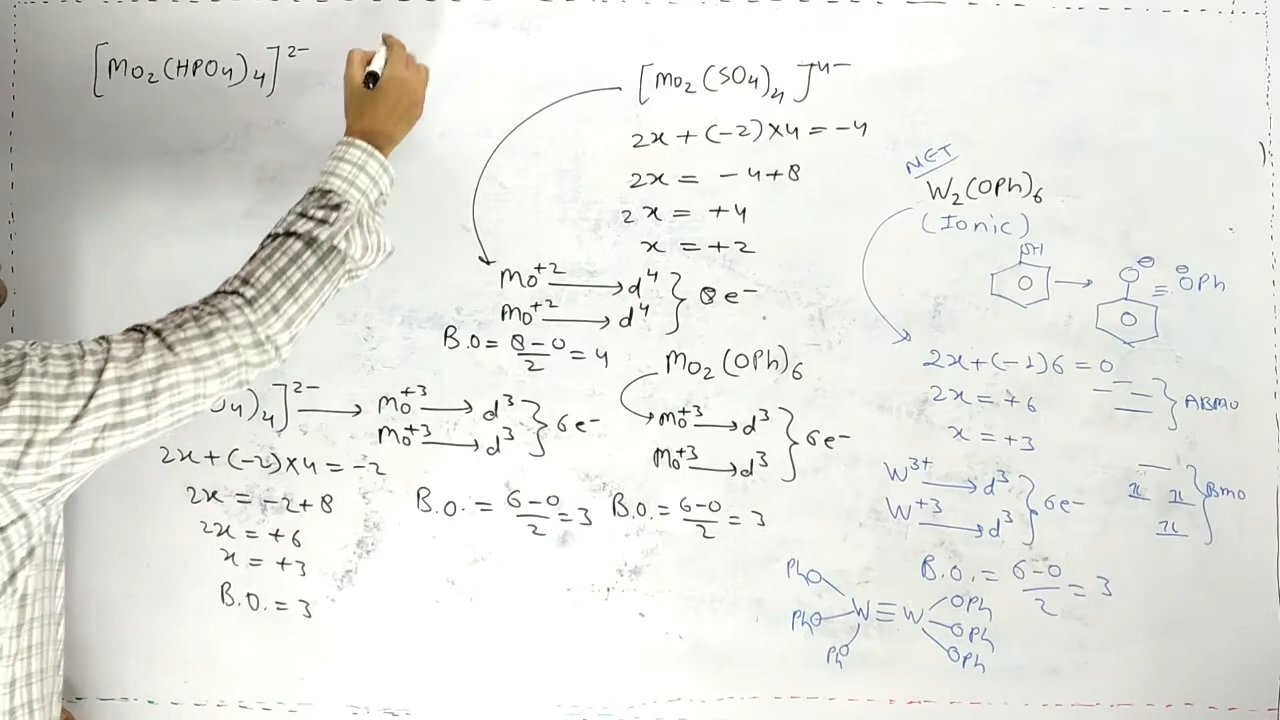 [Mo₂(HPO₄)₄]²⁻
[Mo₂(SO₄)₄]⁴⁻
2x + (-2)×4 = -4
2x = -4+8
2x = +4
x = +2
Mo⁺² → d⁴
Mo⁺² → d⁴ } 8e⁻
B.O = 8-0/2 = 4
O₄)₄]²⁻ → Mo⁺³ → d³
Mo⁺³ → d³ } 6e⁻
2x + (-2)×4 = -2
2x = -2+8
2x = +6
x = +3
B.O. = 3
B.O. = 6-0/2 = 3
Mo₂(OPh)₆
Mo⁺³ → d³
Mo⁺³ → d³ } 6e⁻
B.O. = 6-0/2 = 3
NET
W₂(OPh)₆
(Ionic)
OH → O⊖ ≡ ⊖OPh
2x+(-1)6 = 0
2x = +6
x = +3
ABMO
W³⁺ → d³
W⁺³ → d³ } 6e⁻
BMO
B.O. = 6-0/2 = 3
PhO
PhO W≡W OPh
PhO OPh
OPh